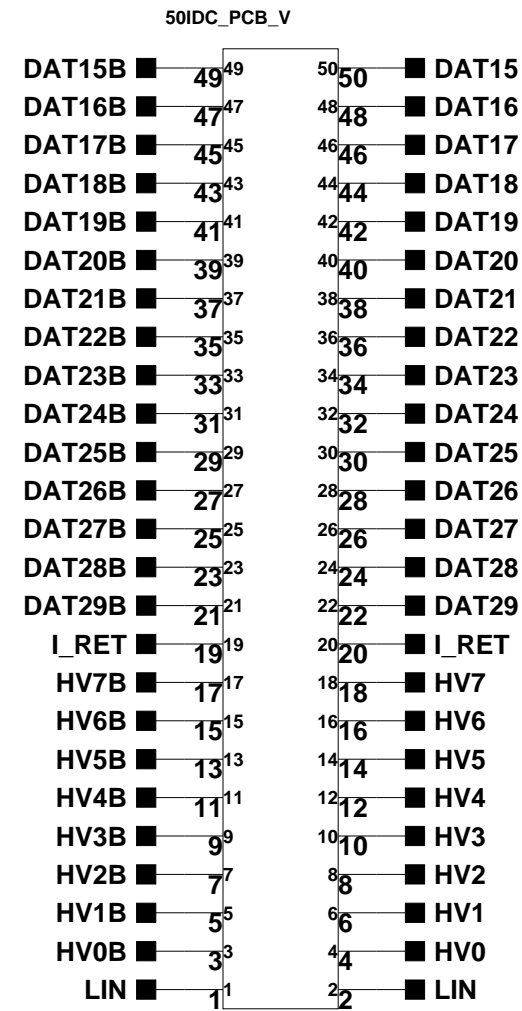 50IDC_PCB_V
DAT15B 49 49 50 50 DAT15
DAT16B 47 47 48 48 DAT16
DAT17B 45 45 46 46 DAT17
DAT18B 43 43 44 44 DAT18
DAT19B 41 41 42 42 DAT19
DAT20B 39 39 40 40 DAT20
DAT21B 37 37 38 38 DAT21
DAT22B 35 35 36 36 DAT22
DAT23B 33 33 34 34 DAT23
DAT24B 31 31 32 32 DAT24
DAT25B 29 29 30 30 DAT25
DAT26B 27 27 28 28 DAT26
DAT27B 25 25 26 26 DAT27
DAT28B 23 23 24 24 DAT28
DAT29B 21 21 22 22 DAT29
I_RET 19 19 20 20 I_RET
HV7B 17 17 18 18 HV7
HV6B 15 15 16 16 HV6
HV5B 13 13 14 14 HV5
HV4B 11 11 12 12 HV4
HV3B 9 9 10 10 HV3
HV2B 7 7 8 8 HV2
HV1B 5 5 6 6 HV1
HV0B 3 3 4 4 HV0
LIN 1 1 2 2 LIN